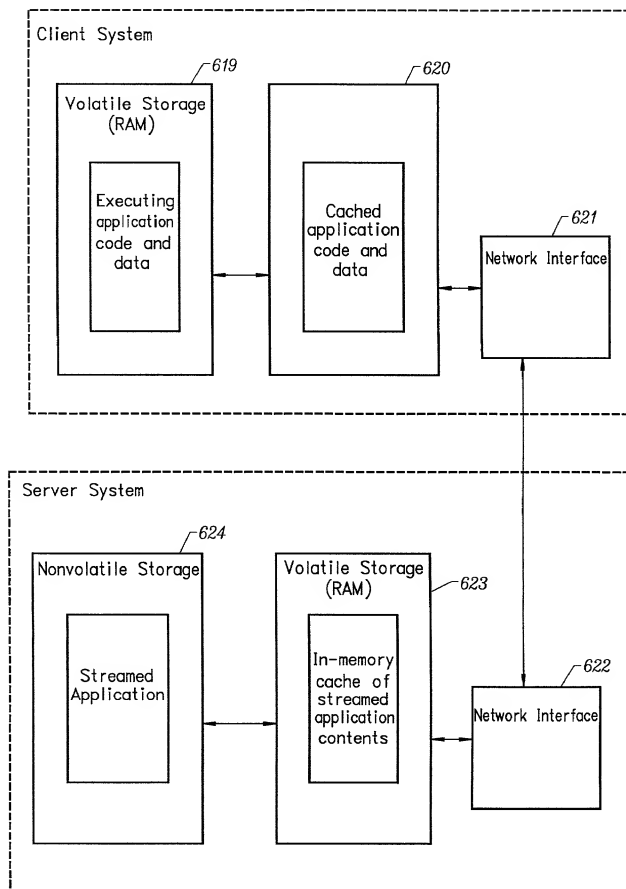 Client System
619
620
Volatile Storage
(RAM)
Executing
application
code and
data
Cached
application
code and
data
621
Network Interface
Server System
624
Nonvolatile Storage
Streamed
Application
623
Volatile Storage
(RAM)
In-memory
cache of
streamed
application
contents
622
Network Interface